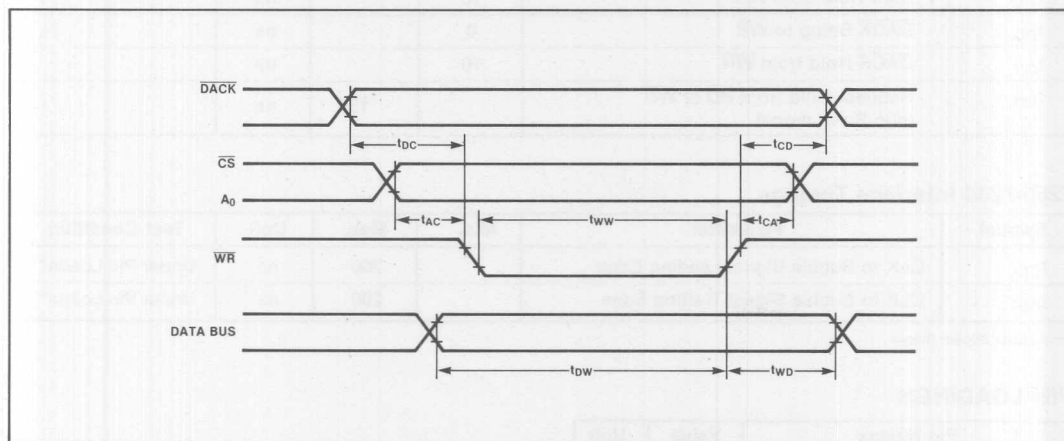 DACK
tDC tCD
CS
A0
tAC tWW tCA
WR
DATA BUS
tDW tWD